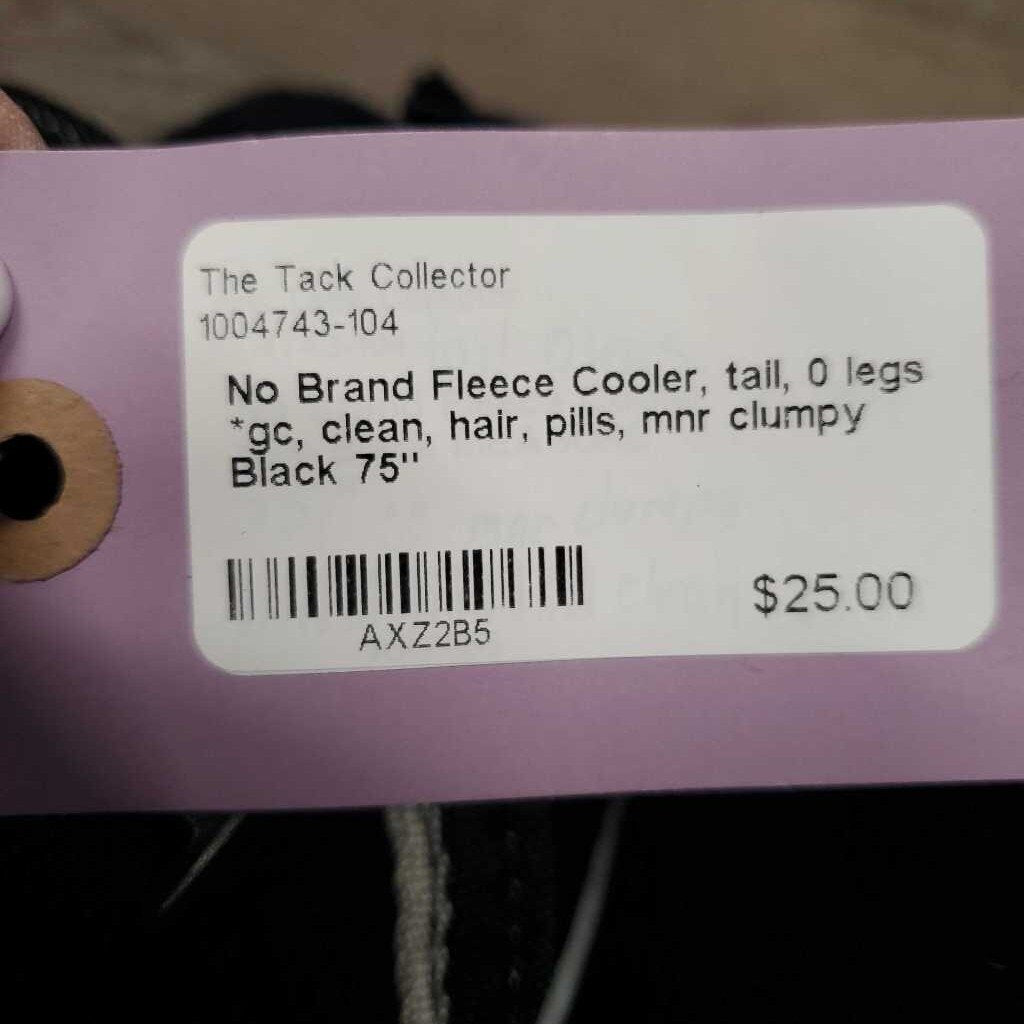 The Tack Collector
1004743-104
No Brand Fleece Cooler, tail, 0 legs
*gc, clean, hair, pills, mnr clumpy
Black 75"
AXZ2B5
$25.00